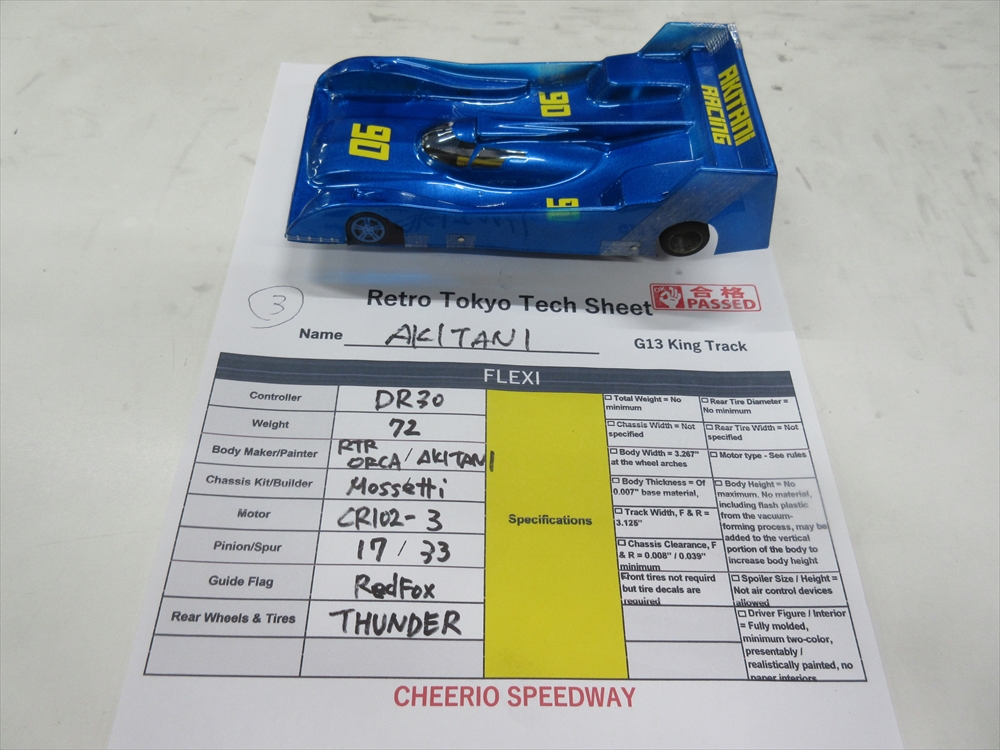 06
06
6
AKITANI
RACING
3
Retro Tokyo Tech Sheet
OK 合格
PASSED
Name AKITANI
G13 King Track
FLEXI
Controller DR30
Weight 72
Body Maker/Painter RTR
ORCA/AKITANI
Chassis Kit/Builder Mossetti
Motor CR102-3
Pinion/Spur 17 / 33
Guide Flag RedFox
Rear Wheels & Tires THUNDER
Specifications
Total Weight = No
minimum
Chassis Width = Not
specified
Body Width = 3.267"
at the wheel arches
Body Thickness = Of
0.007" base material,
Track Width, F & R =
3.125"
Chassis Clearance, F
& R = 0.008" / 0.039"
minimum
Front tires not requird
but tire decals are
required
Rear Tire Diameter =
No minimum
Rear Tire Width = Not
specified
Motor type - See rules
Body Height = No
maximum. No material,
including flash plastic
from the vacuum-
forming process, may be
added to the vertical
portion of the body to
increase body height
Spoiler Size / Height =
Not air control devices
allowed
Driver Figure / Interior
= Fully molded,
minimum two-color,
presentably /
realistically painted, no
paper interiors
CHEERIO SPEEDWAY